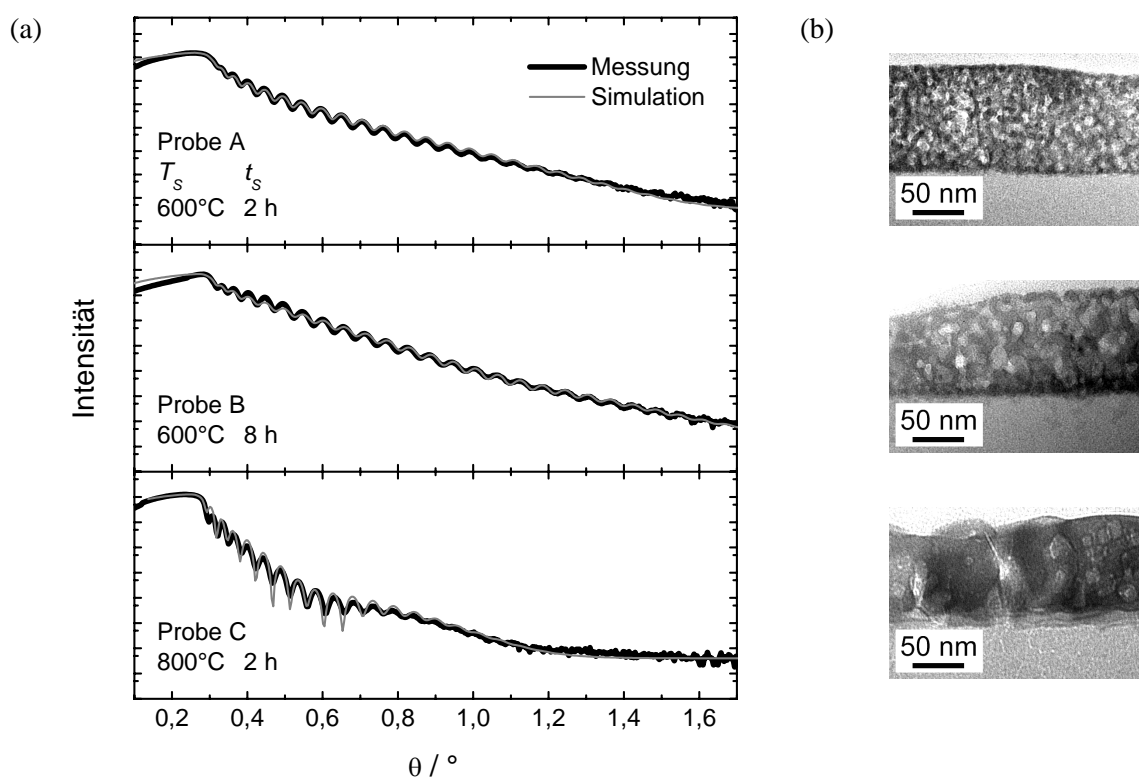 (a)
(b)
Messung
Simulation
Probe A
T_S t_S
600°C 2 h
Probe B
600°C 8 h
Probe C
800°C 2 h
Intensität
0,2 0,4 0,6 0,8 1,0 1,2 1,4 1,6
θ / °
50 nm
50 nm
50 nm